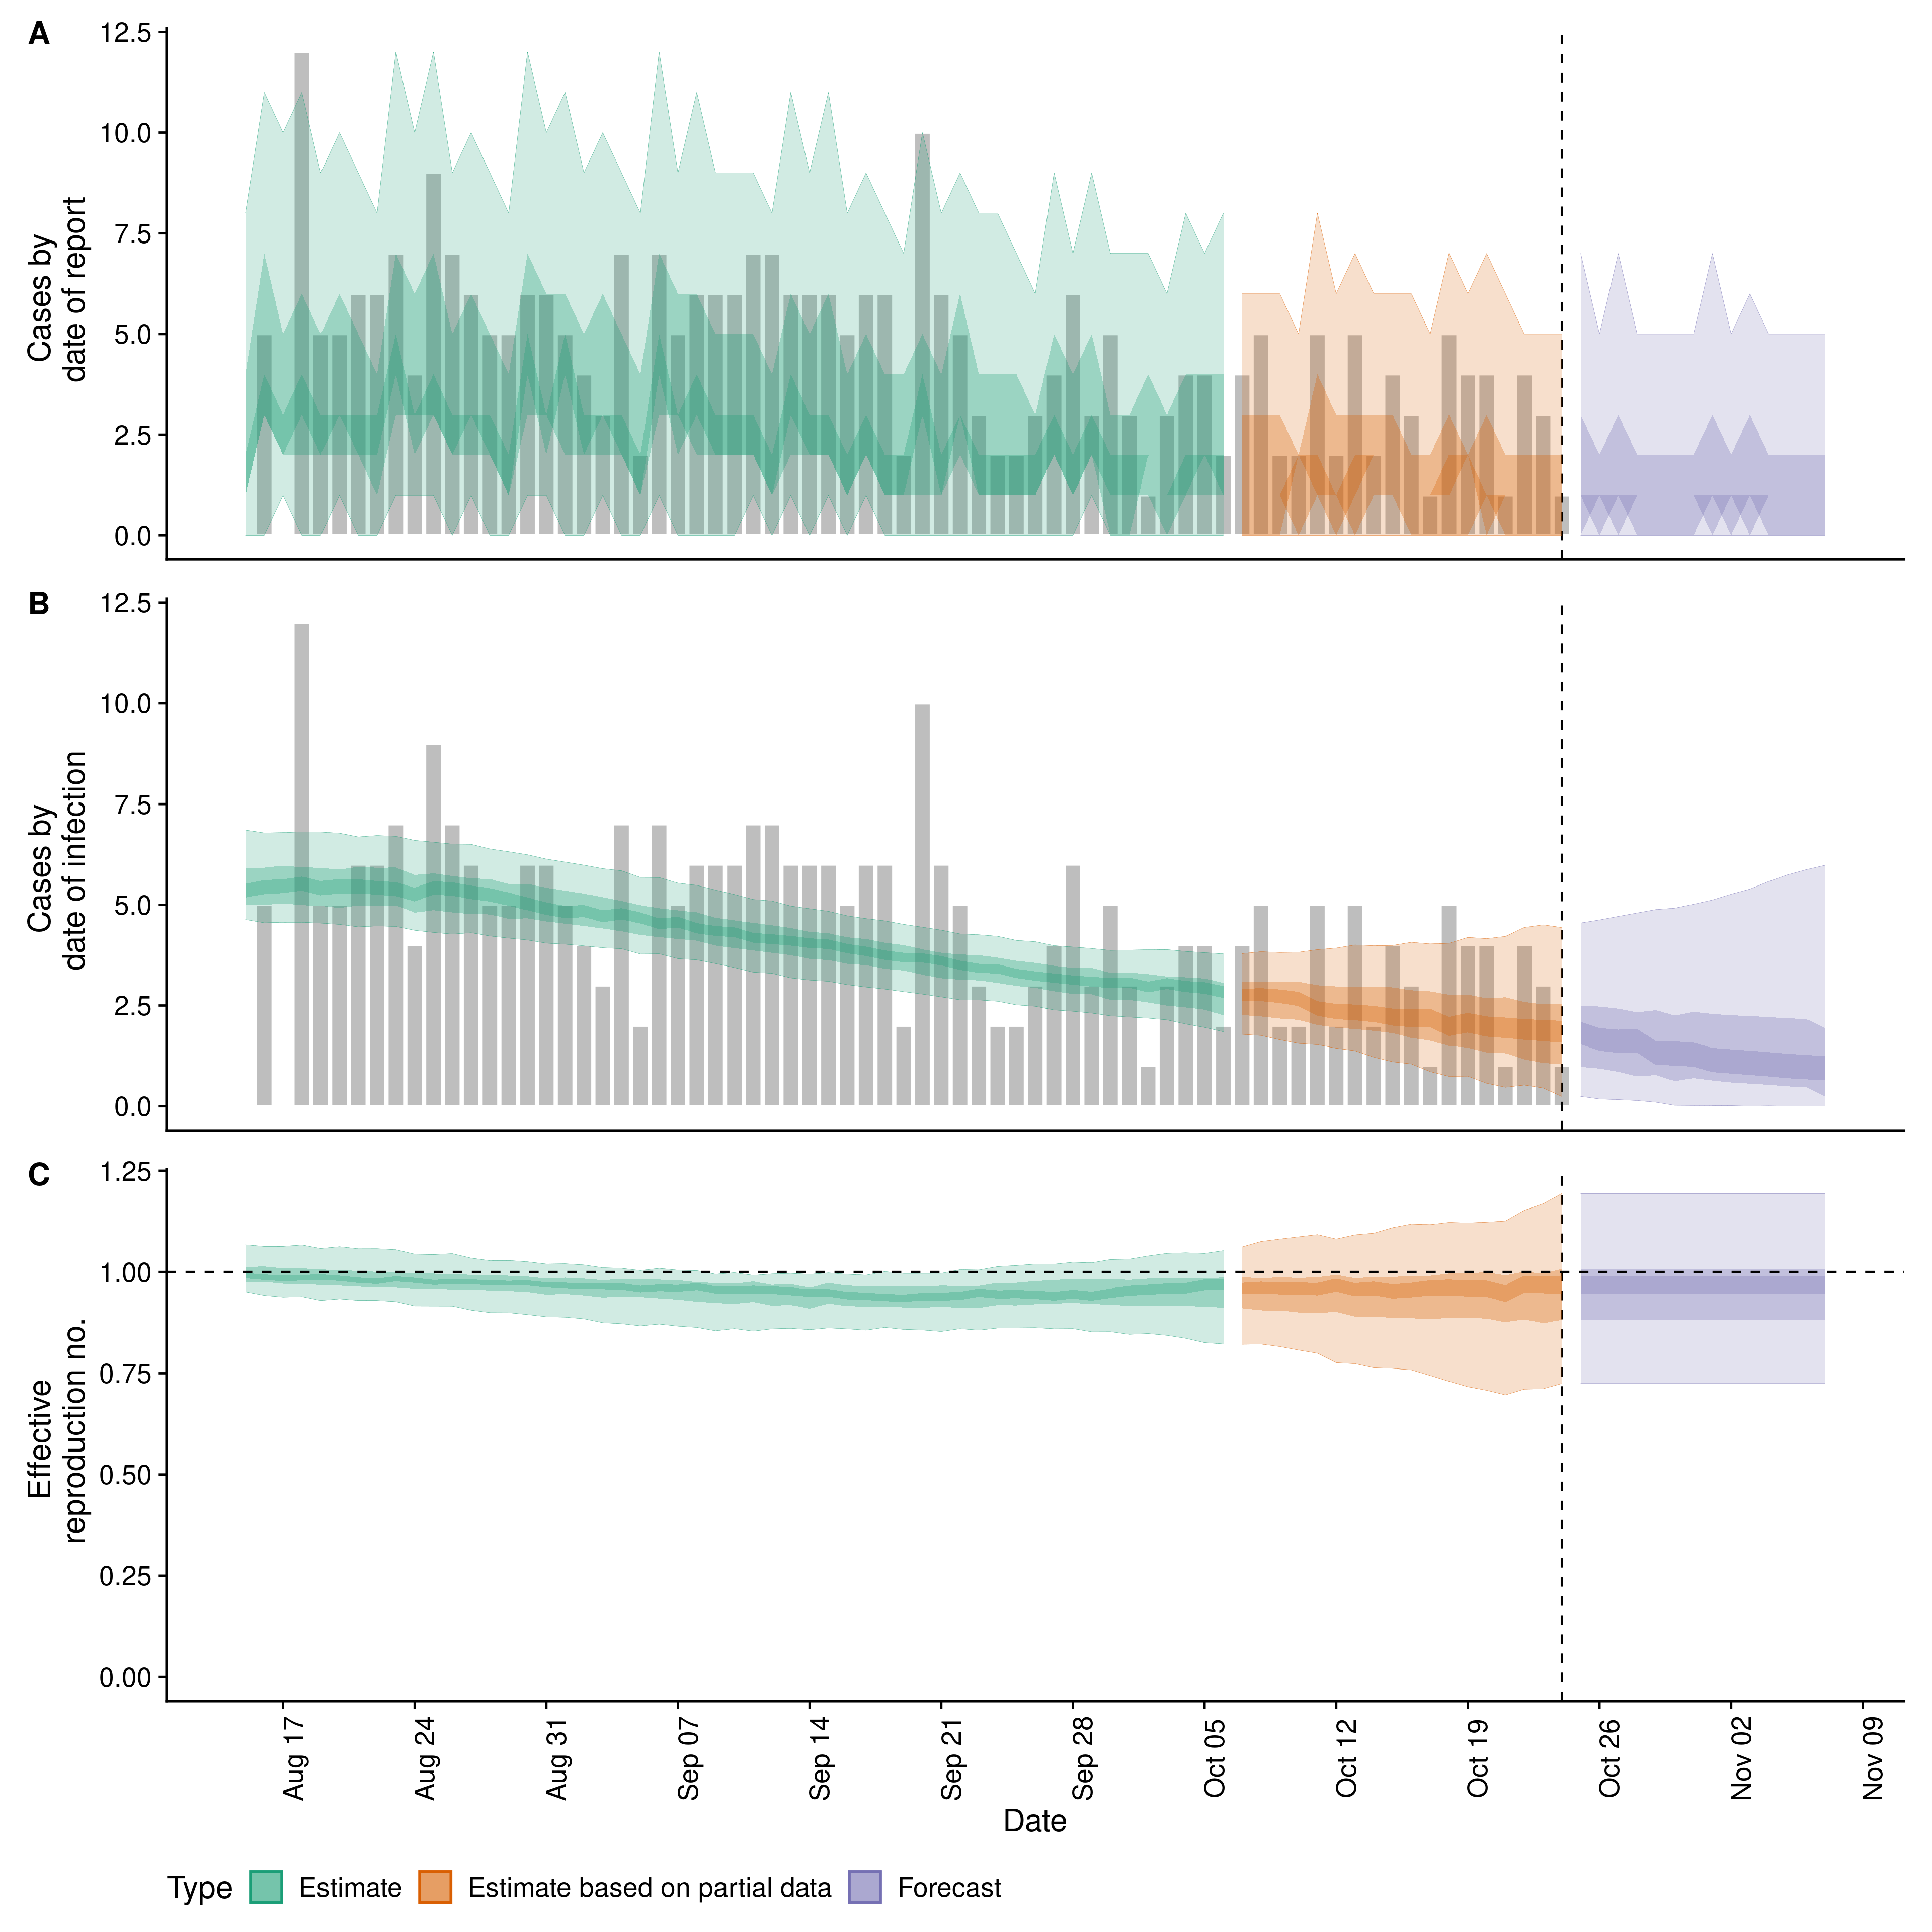 A
12.5
10.0
7.5
5.0
2.5
0.0
Cases by
date of report
B
12.5
10.0
7.5
5.0
2.5
0.0
Cases by
date of infection
C
1.25
1.00
0.75
0.50
0.25
0.00
Effective
reproduction no.
Aug 17
Aug 24
Aug 31
Sep 07
Sep 14
Sep 21
Sep 28
Oct 05
Oct 12
Oct 19
Oct 26
Nov 02
Nov 09
Date
Type Estimate Estimate based on partial data Forecast